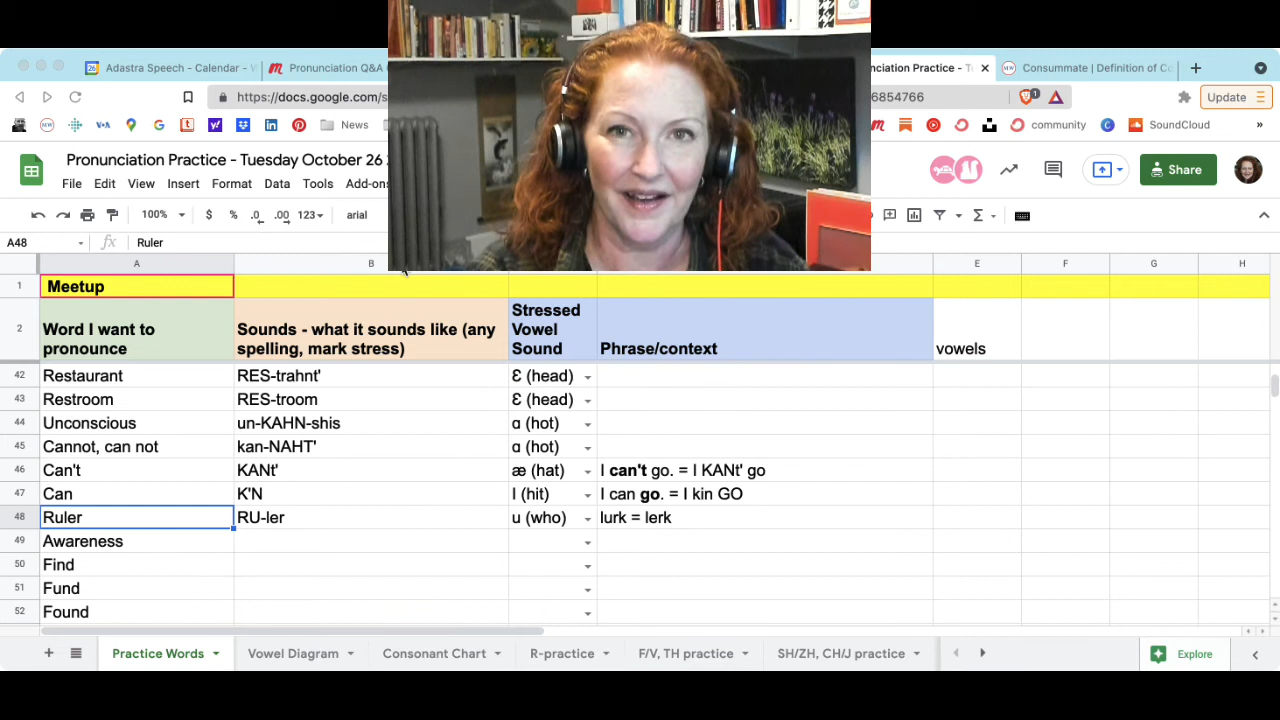 Adastra Speech - Calendar - 
Pronunciation Q&A
nciation Practice - T
Consummate | Definition of Co
https://docs.google.com/s
6854766
Update
News
community
SoundCloud
Pronunciation Practice - Tuesday October 26
File Edit View Insert Format Data Tools Add-ons
Share
100% $ % .0 .00 123 arial
A48 fx Ruler
A B E F G H
1 Meetup
2 Word I want to pronounce Sounds - what it sounds like (any spelling, mark stress) Stressed Vowel Sound Phrase/context vowels
42 Restaurant RES-trahnt' Ɛ (head)
43 Restroom RES-troom Ɛ (head)
44 Unconscious un-KAHN-shis ɑ (hot)
45 Cannot, can not kan-NAHT' ɑ (hot)
46 Can't KANt' æ (hat) I can't go. = I KANt' go
47 Can K'N I (hit) I can go. = I kin GO
48 Ruler RU-ler u (who) lurk = lerk
49 Awareness
50 Find
51 Fund
52 Found
Practice Words Vowel Diagram Consonant Chart R-practice F/V, TH practice SH/ZH, CH/J practice Explore